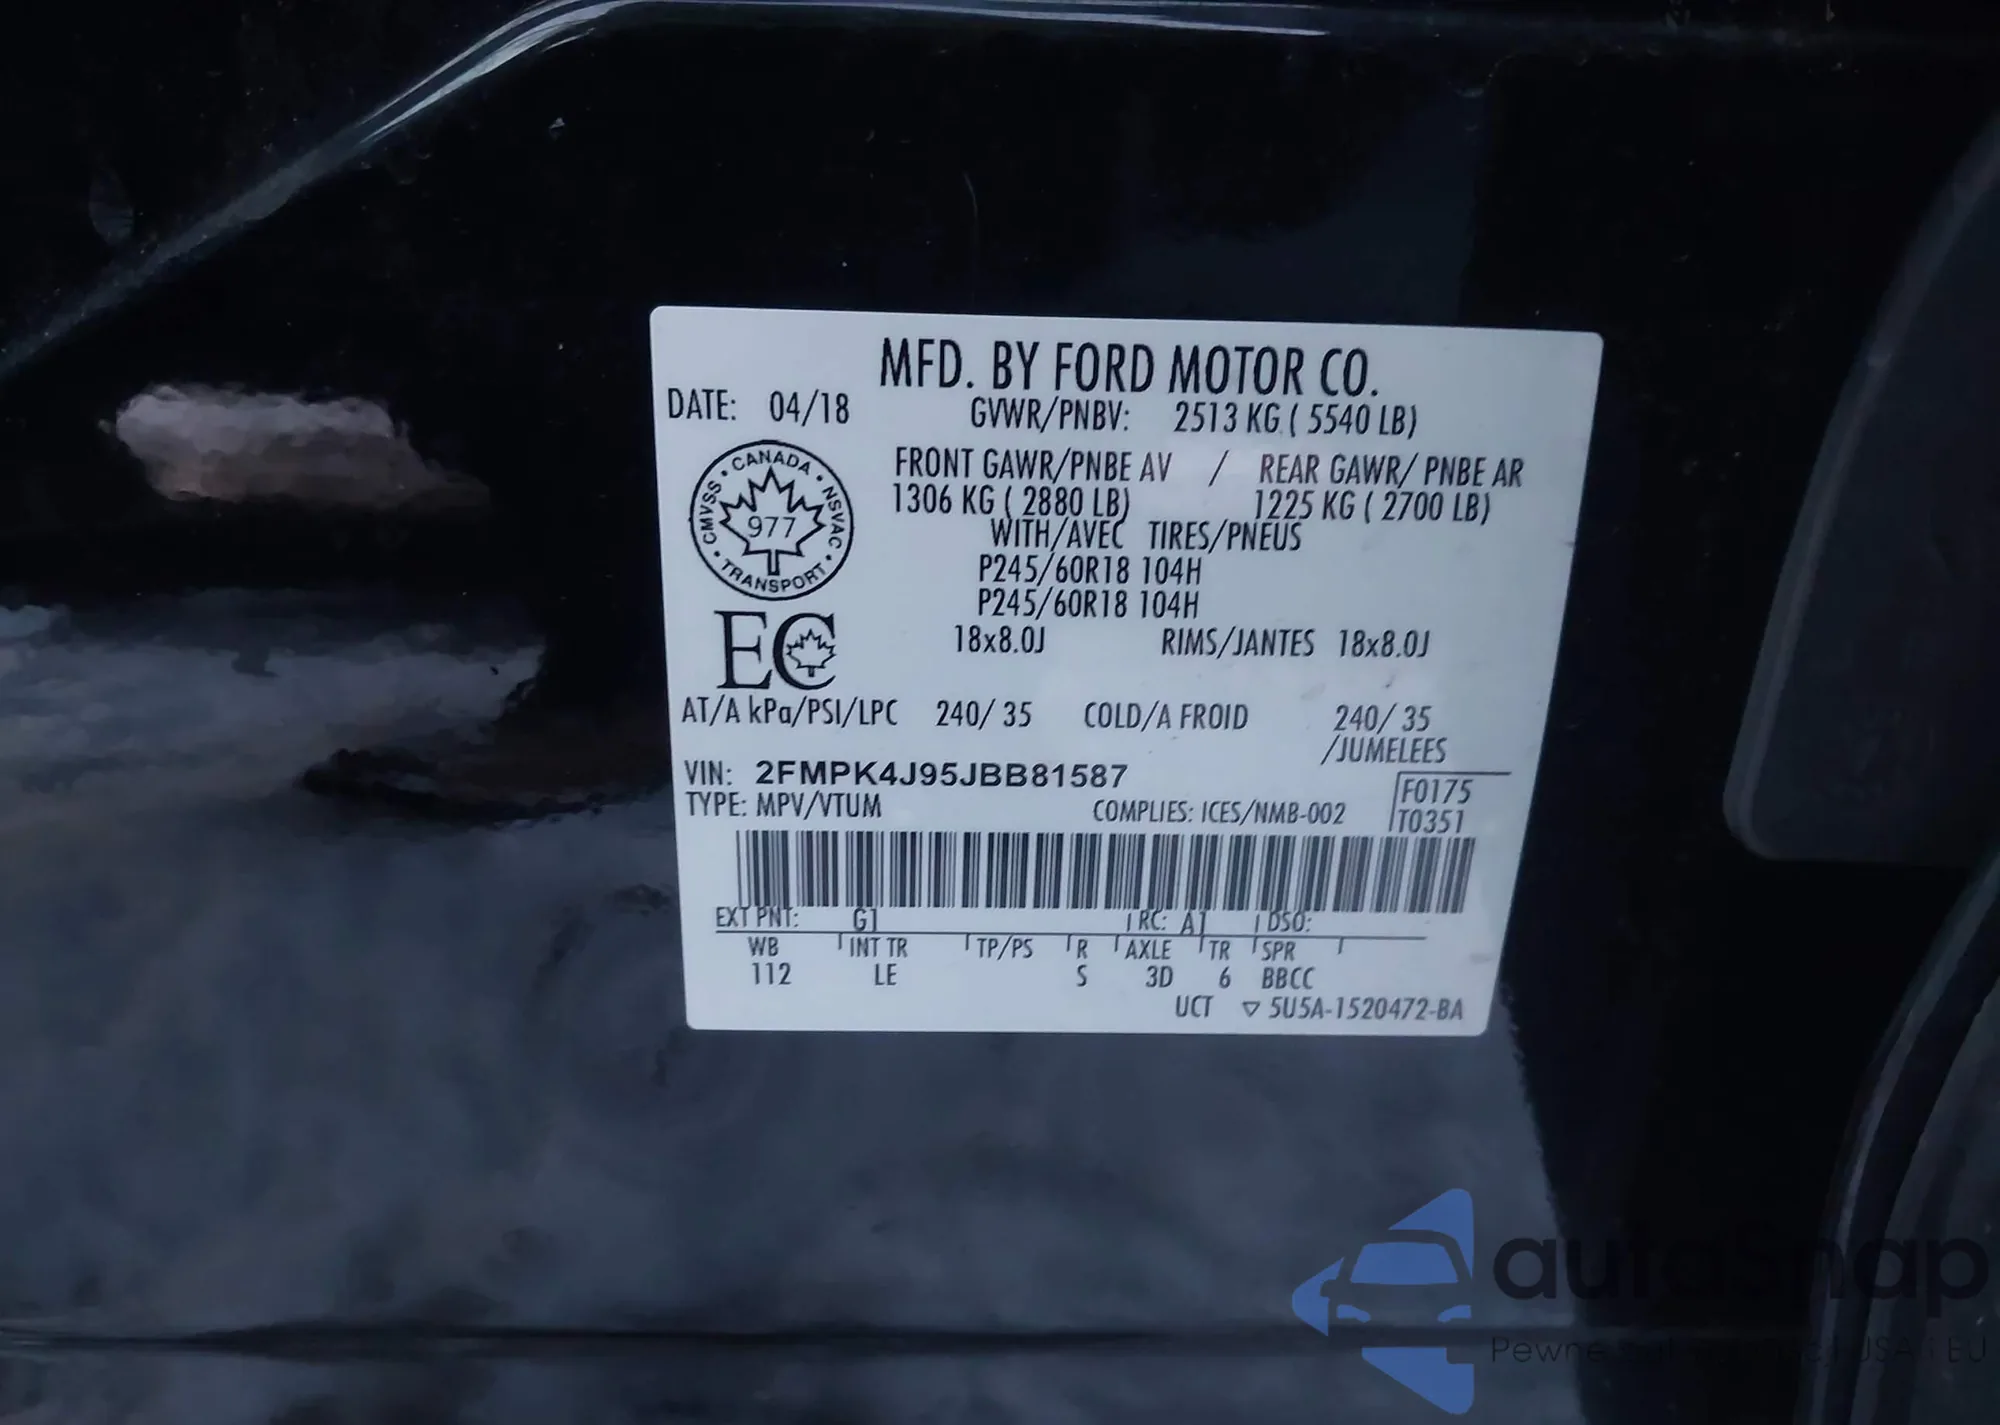 MFD. BY FORD MOTOR CO.
DATE: 04/18
GVWR/PNBV: 2513 KG ( 5540 LB)
FRONT GAWR/PNBE AV / REAR GAWR/ PNBE AR
1306 KG ( 2880 LB) 1225 KG ( 2700 LB)
WITH/AVEC TIRES/PNEUS
P245/60R18 104H
P245/60R18 104H
18x8.0J RIMS/JANTES 18x8.0J
CANADA
CMVSS NSVAC
977
TRANSPORT
EC
AT/A kPa/PSI/LPC 240/ 35 COLD/A FROID 240/ 35
/JUMELEES
VIN: 2FMPK4J95JBB81587
F0175
TYPE: MPV/VTUM COMPLIES: ICES/NMB-002 T0351
EXT PNT: G1 RC: A1 DSO:
WB INT TR TP/PS R AXLE TR SPR
112 LE S 3D 6 BBCC
UCT ▽ 5U5A-1520472-BA
autosnap
Pewne USA i EU